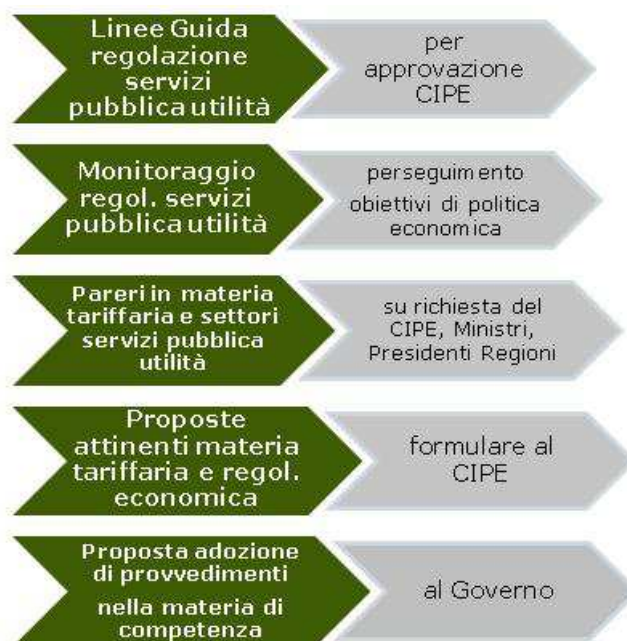 Linee Guida
regolazione
servizi
pubblica utilità
per
approvazione
CIPE
Monitoraggio
regol. servizi
pubblica utilità
perseguimento
obiettivi di politica
economica
Pareri in materia
tariffaria e settori
servizi pubblica
utilità
su richiesta del
CIPE, Ministri,
Presidenti Regioni
Proposte
attinenti materia
tariffaria e regol.
economica
formulare al
CIPE
Proposta adozione
di provvedimenti
nella materia di
competenza
al Governo